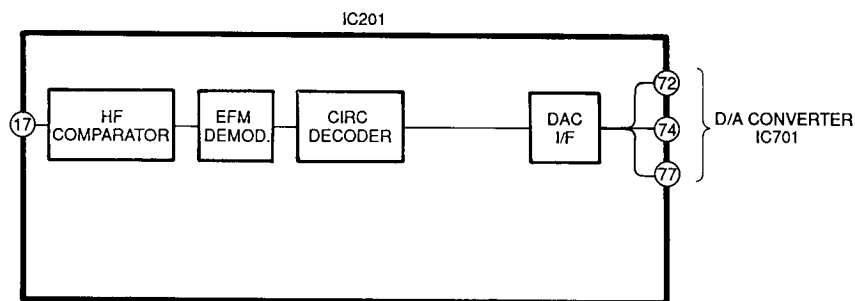 IC201
17
HF
COMPARATOR
EFM
DEMOD.
CIRC
DECODER
DAC
I/F
72
74
77
D/A CONVERTER
IC701